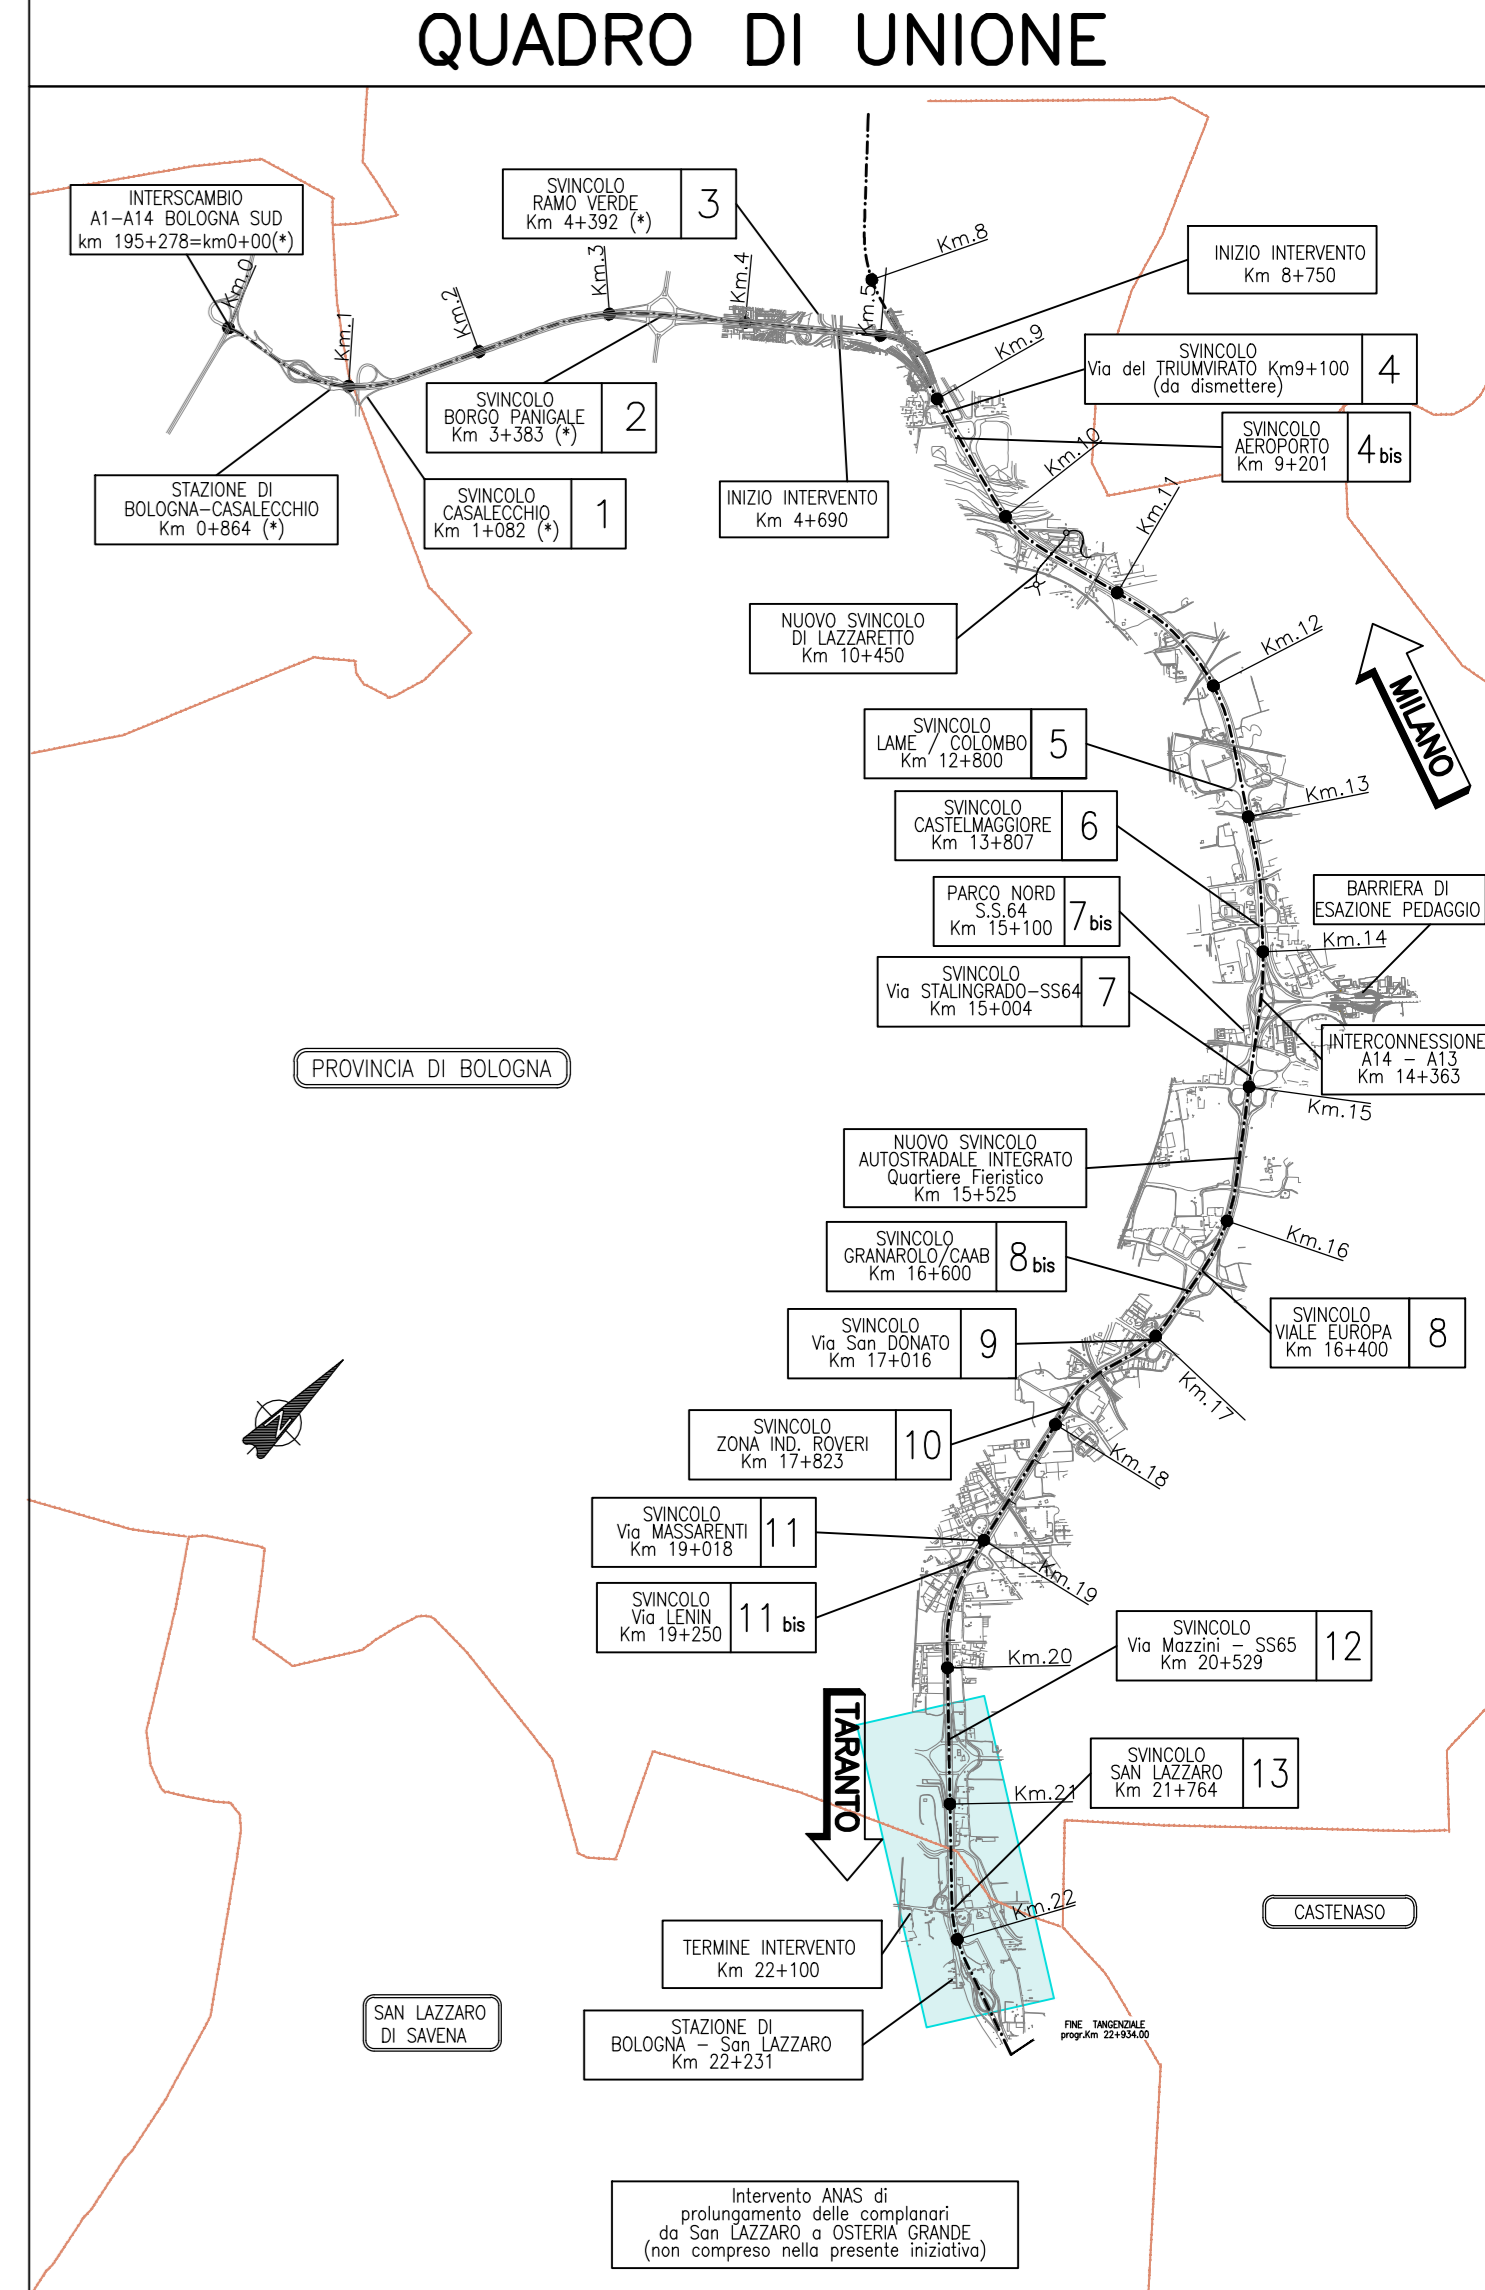 QUADRO DI UNIONE
INTERSCAMBIO
A1-A14 BOLOGNA SUD
km 195+278=km0+00(*)
SVINCOLO
RAMO VERDE
Km 4+392 (*)
3
Km.0
Km.1
Km.2
Km.3
Km.4
Km.5
Km.8
INIZIO INTERVENTO
Km 8+750
Km.9
SVINCOLO
Via del TRIUMVIRATO Km9+100
(da dismettere)
4
SVINCOLO
BORGO PANIGALE
Km 3+383 (*)
2
SVINCOLO
AEROPORTO
Km 9+201
4 bis
STAZIONE DI
BOLOGNA-CASALECCHIO
Km 0+864 (*)
SVINCOLO
CASALECCHIO
Km 1+082 (*)
1
INIZIO INTERVENTO
Km 4+690
Km.10
Km.11
NUOVO SVINCOLO
DI LAZZARETTO
Km 10+450
Km.12
MILANO
SVINCOLO
LAME / COLOMBO
Km 12+800
5
Km.13
SVINCOLO
CASTELMAGGIORE
Km 13+807
6
PARCO NORD
S.S.64
Km 15+100
7 bis
BARRIERA DI
ESAZIONE PEDAGGIO
Km.14
SVINCOLO
Via STALINGRADO-SS64
Km 15+004
7
INTERCONNESSIONE
A14 - A13
Km 14+363
PROVINCIA DI BOLOGNA
Km.15
NUOVO SVINCOLO
AUTOSTRADALE INTEGRATO
Quartiere Fieristico
Km 15+525
Km.16
SVINCOLO
GRANAROLO/CAAB
Km 16+600
8 bis
SVINCOLO
VIALE EUROPA
Km 16+400
8
SVINCOLO
Via San DONATO
Km 17+016
9
Km.17
SVINCOLO
ZONA IND. ROVERI
Km 17+823
10
Km.18
SVINCOLO
Via MASSARENTI
Km 19+018
11
Km.19
SVINCOLO
Via LENIN
Km 19+250
11 bis
SVINCOLO
Via Mazzini - SS65
Km 20+529
12
Km.20
TARANTO
SVINCOLO
SAN LAZZARO
Km 21+764
13
Km.21
Km.22
CASTENASO
TERMINE INTERVENTO
Km 22+100
SAN LAZZARO
DI SAVENA
STAZIONE DI
BOLOGNA - San LAZZARO
Km 22+231
FINE TANGENZIALE
progr.Km 22+934.00
Intervento ANAS di
prolungamento delle complanari
da San LAZZARO a OSTERIA GRANDE
(non compreso nella presente iniziativa)